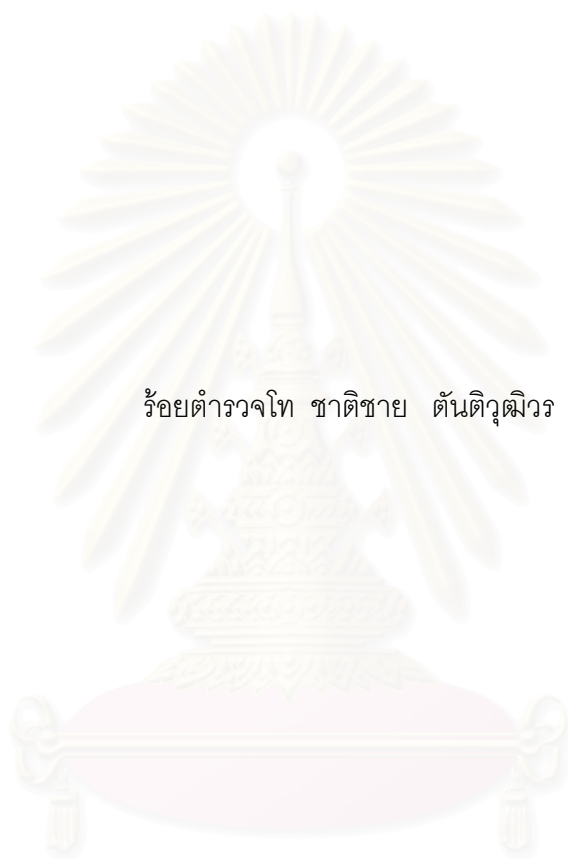 ร้อยตำรวจโท ชาติชาย ตันติวุฒิวร